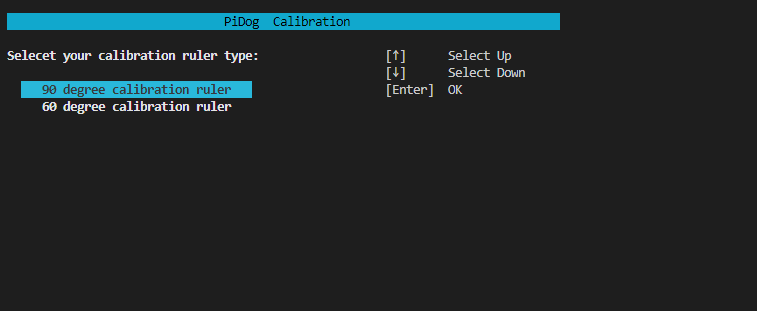 PiDog Calibration
Selecet your calibration ruler type:
[↑] Select Up
[↓] Select Down
90 degree calibration ruler [Enter] OK
60 degree calibration ruler